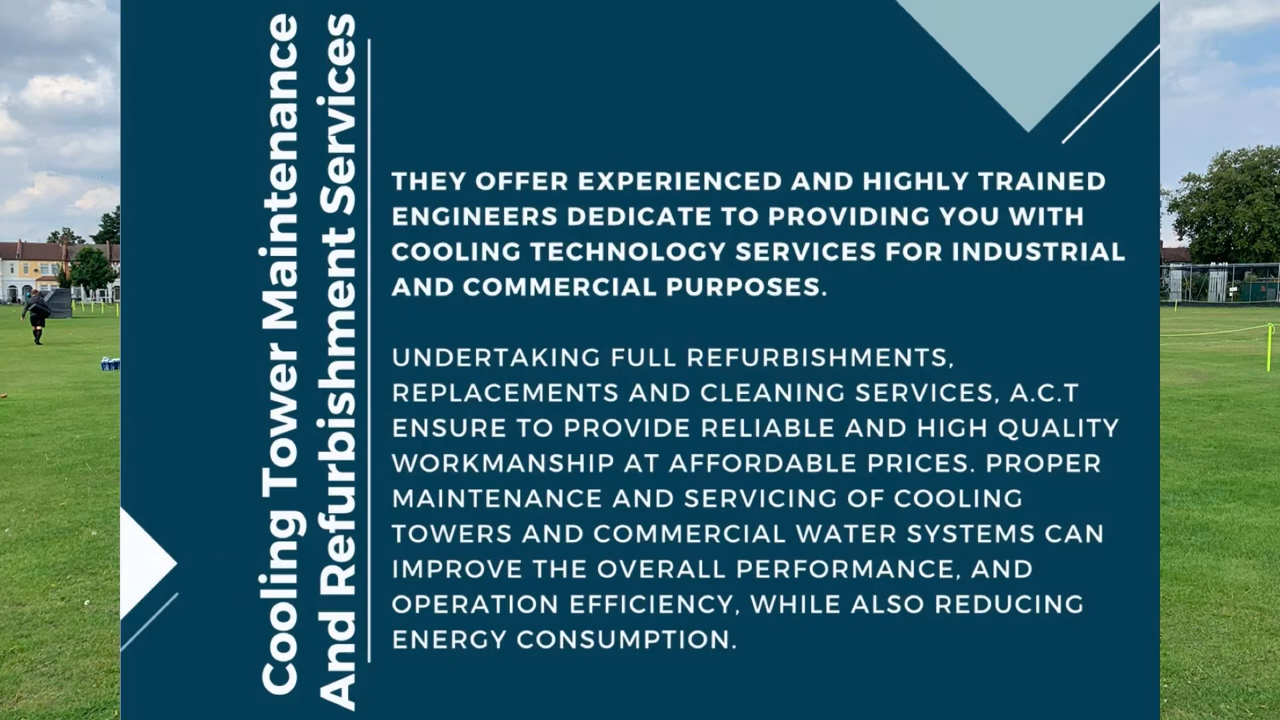 Cooling Tower Maintenance
And Refurbishment Services
THEY OFFER EXPERIENCED AND HIGHLY TRAINED
ENGINEERS DEDICATE TO PROVIDING YOU WITH
COOLING TECHNOLOGY SERVICES FOR INDUSTRIAL
AND COMMERCIAL PURPOSES.
UNDERTAKING FULL REFURBISHMENTS,
REPLACEMENTS AND CLEANING SERVICES, A.C.T
ENSURE TO PROVIDE RELIABLE AND HIGH QUALITY
WORKMANSHIP AT AFFORDABLE PRICES. PROPER
MAINTENANCE AND SERVICING OF COOLING
TOWERS AND COMMERCIAL WATER SYSTEMS CAN
IMPROVE THE OVERALL PERFORMANCE, AND
OPERATION EFFICIENCY, WHILE ALSO REDUCING
ENERGY CONSUMPTION.